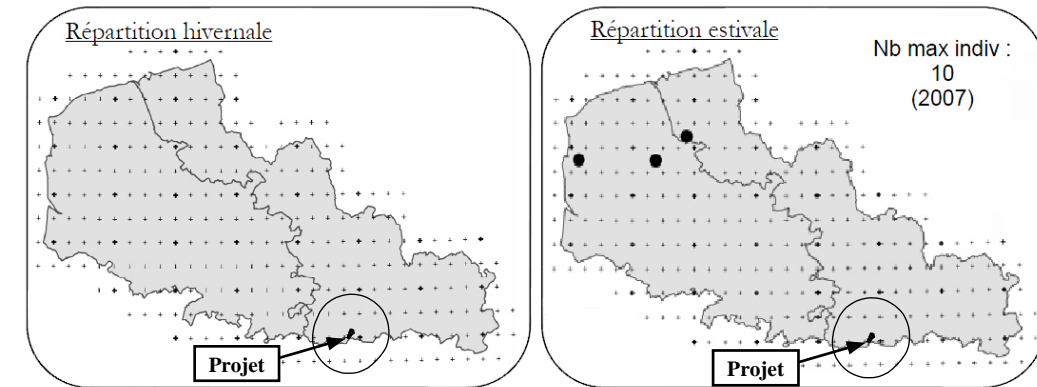 Répartition hivernale
Projet
Répartition estivale
Nb max indiv :
10
(2007)
Projet